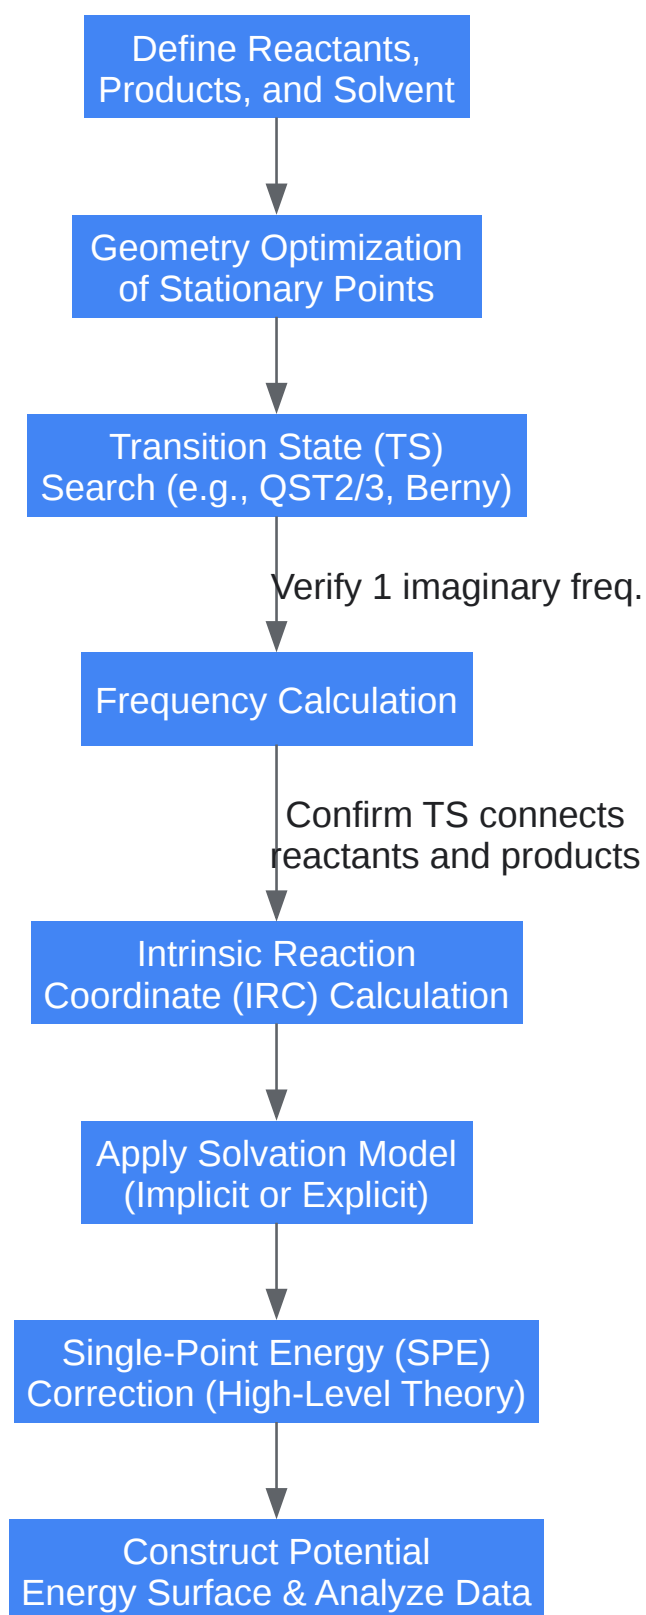 Define Reactants,
Products, and Solvent
Geometry Optimization
of Stationary Points
Transition State (TS)
Search (e.g., QST2/3, Berny)
Verify 1 imaginary freq.
Frequency Calculation
Confirm TS connects
reactants and products
Intrinsic Reaction
Coordinate (IRC) Calculation
Apply Solvation Model
(Implicit or Explicit)
Single-Point Energy (SPE)
Correction (High-Level Theory)
Construct Potential
Energy Surface & Analyze Data